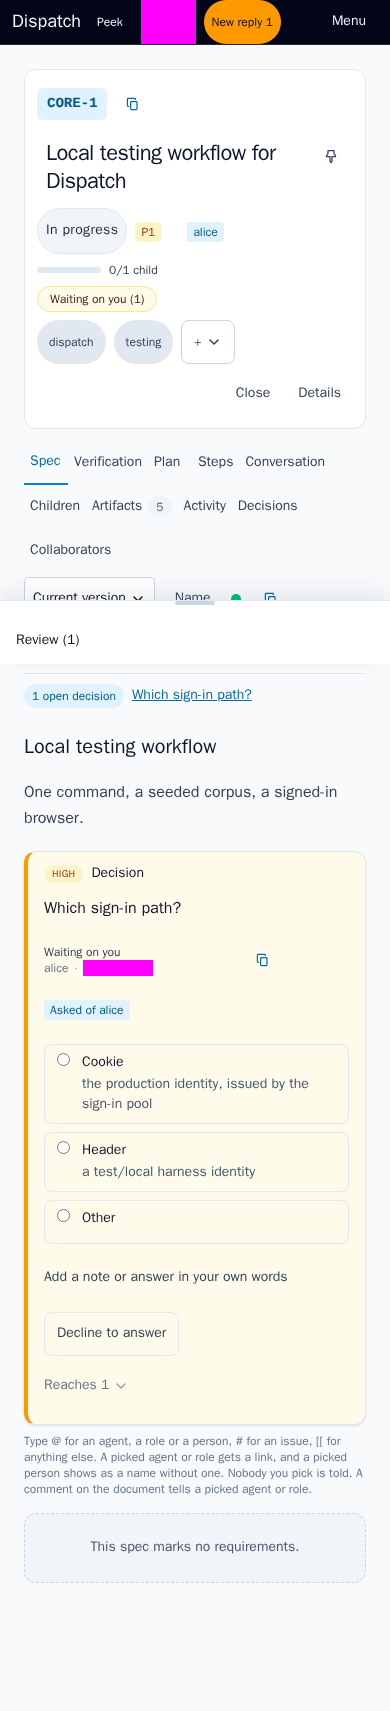 Dispatch Peek New reply 1 Menu
CORE-1
Local testing workflow for
Dispatch
In progress P1 alice
0/1 child
Waiting on you (1)
dispatch testing +
Close Details
Spec Verification Plan Steps Conversation
Children Artifacts 5 Activity Decisions
Collaborators
Current version Name
Review (1)
1 open decision Which sign-in path?
Local testing workflow
One command, a seeded corpus, a signed-in
browser.
HIGH Decision
Which sign-in path?
Waiting on you
alice ·
Asked of alice
Cookie
the production identity, issued by the
sign-in pool
Header
a test/local harness identity
Other
Add a note or answer in your own words
Decline to answer
Reaches 1
Type @ for an agent, a role or a person, # for an issue, [[ for
anything else. A picked agent or role gets a link, and a picked
person shows as a name without one. Nobody you pick is told. A
comment on the document tells a picked agent or role.
This spec marks no requirements.